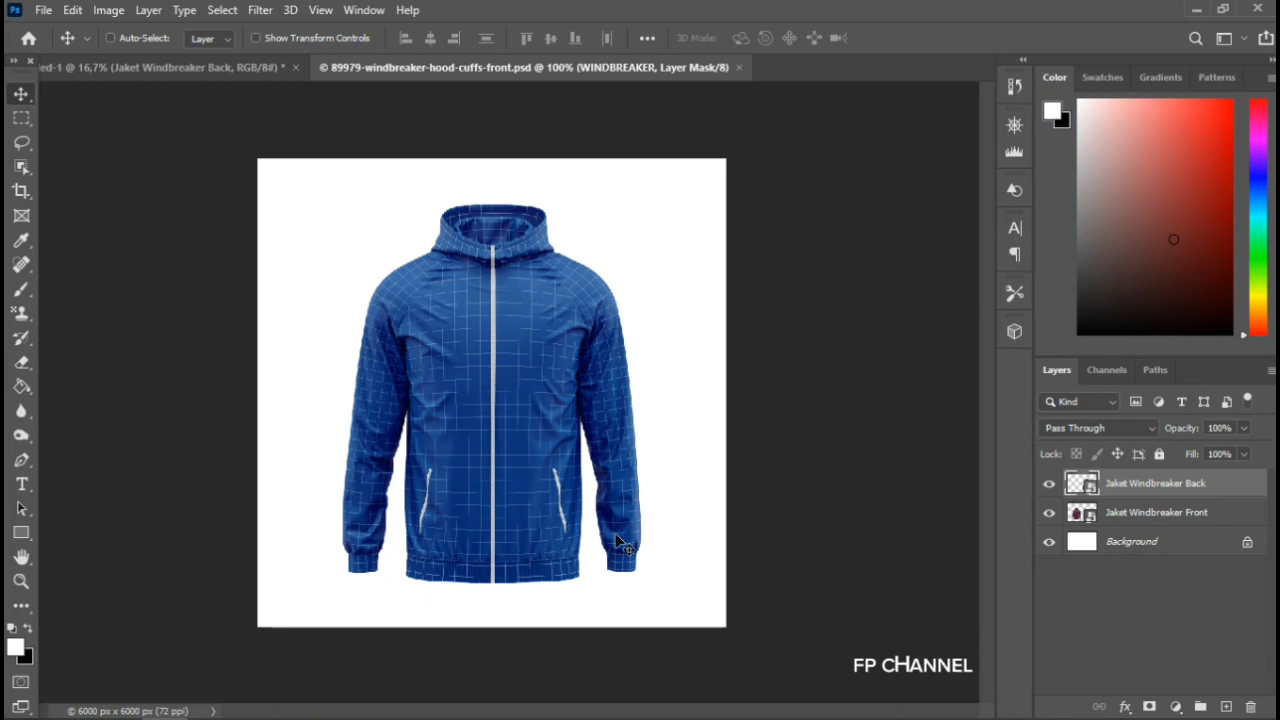 Ps File Edit Image Layer Type Select Filter 3D View Window Help
Auto-Select: Layer Show Transform Controls 3D Mode:
ed-1 @ 16,7% (Jaket Windbreaker Back, RGB/8#) * × © 89979-windbreaker-hood-cuffs-front.psd @ 100% (WINDBREAKER, Layer Mask/8) ×
Color Swatches Gradients Patterns
Layers Channels Paths
Kind
Pass Through Opacity: 100%
Lock: Fill: 100%
Jaket Windbreaker Back
Jaket Windbreaker Front
Background
FP CHANNEL
© 6000 px x 6000 px (72 ppi)